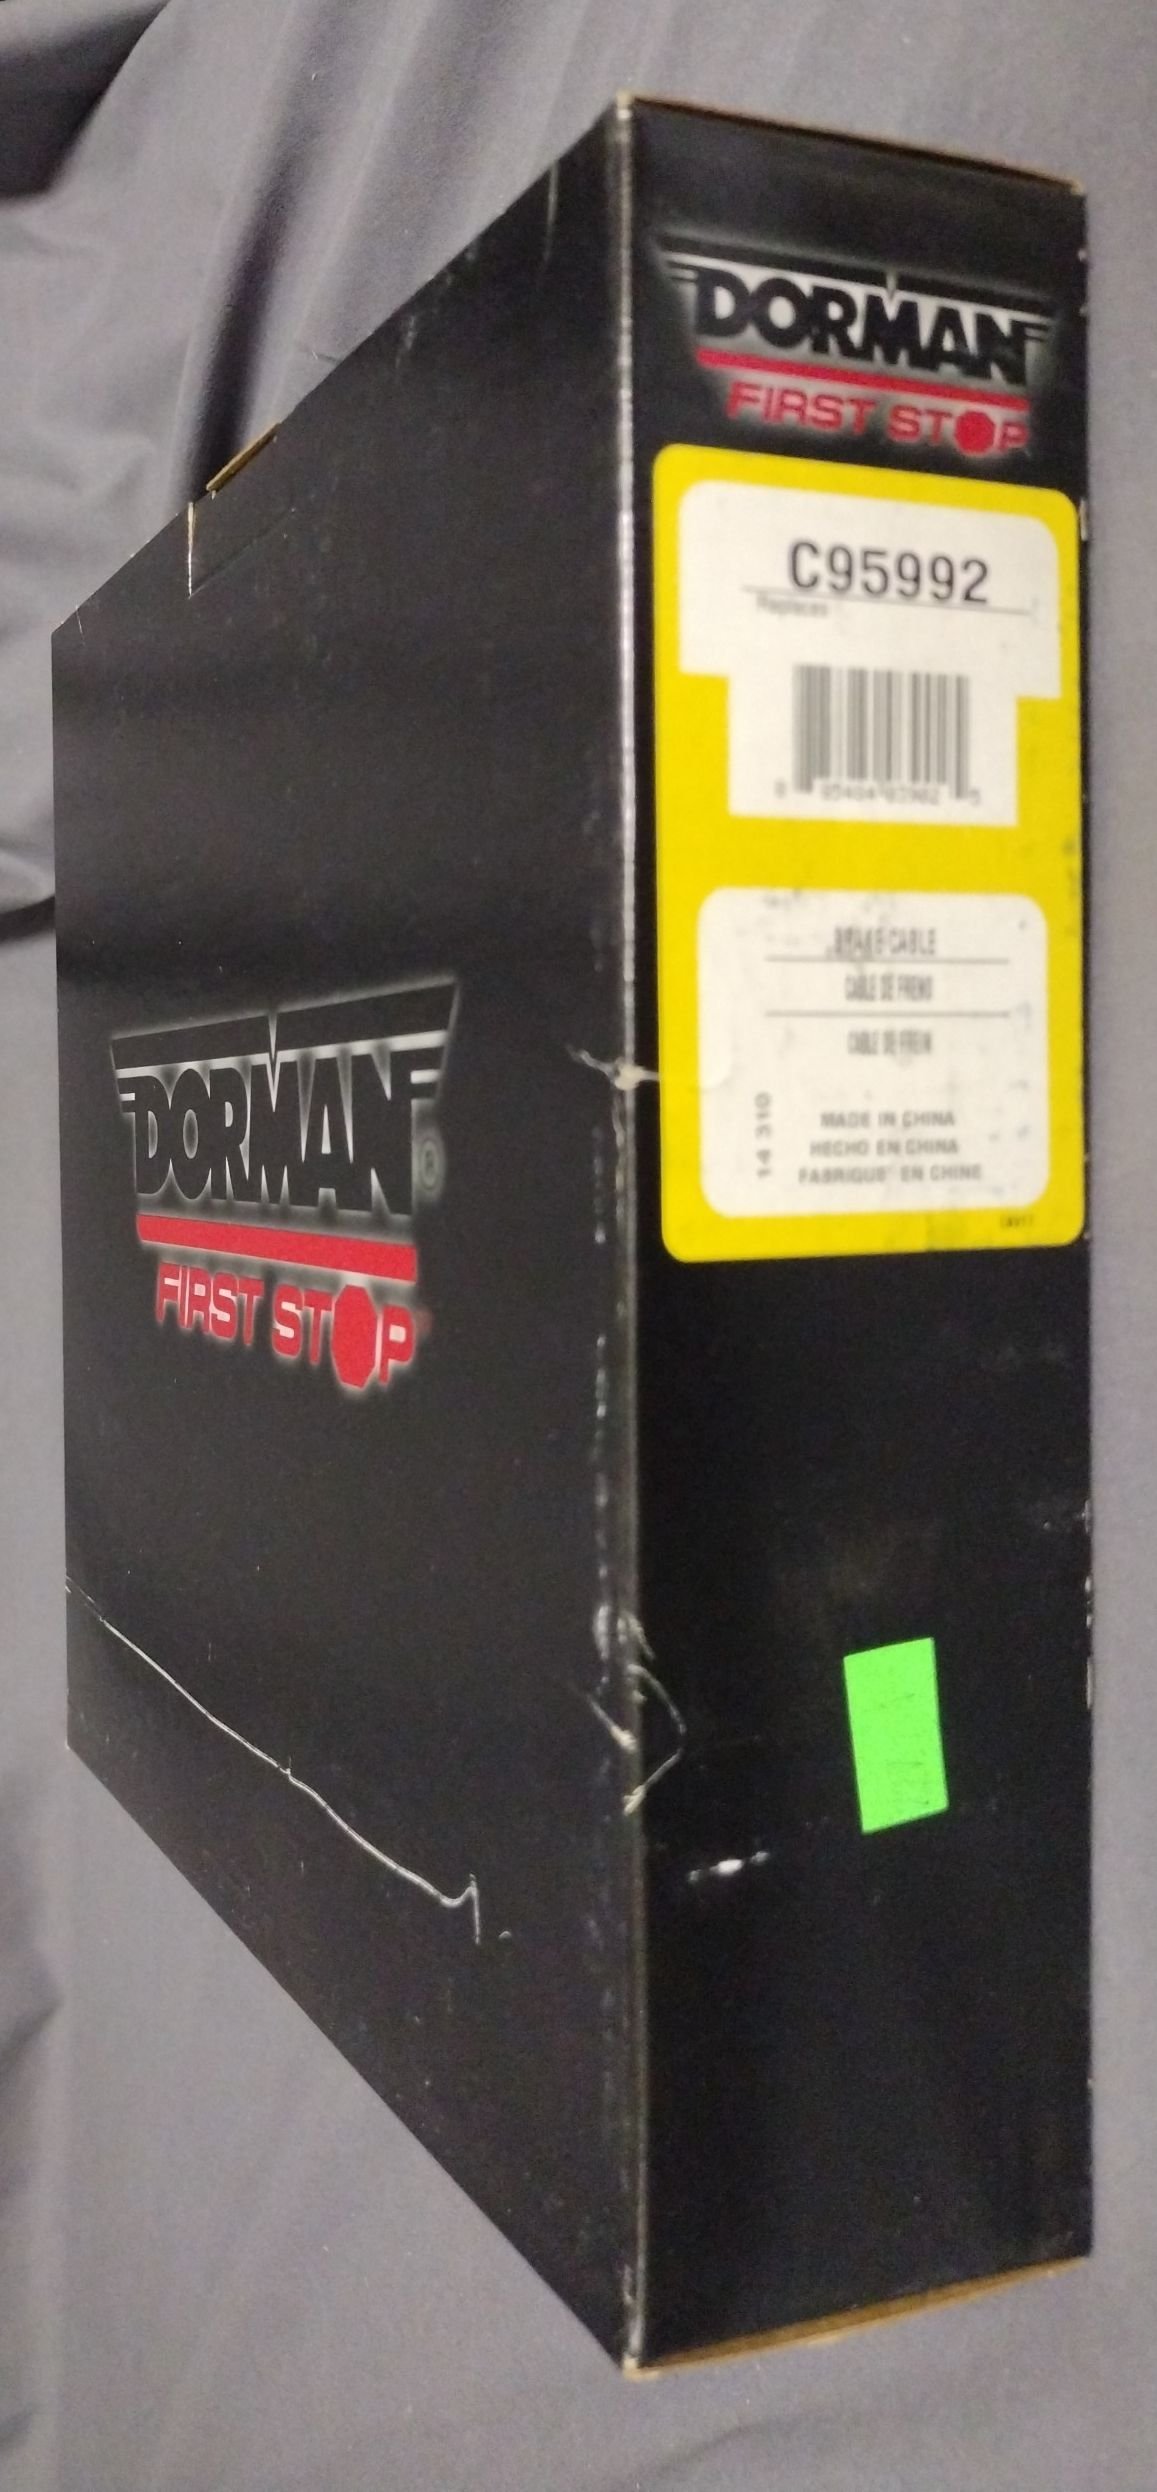 DORMAN®
FIRST STOP
DORMAN
FIRST STOP
C95992
Replaces
BRAKE CABLE
CABLE DE FRENO
CABLE DE FREIN
14 310
MADE IN CHINA
HECHO EN CHINA
FABRIQUE' EN CHINE